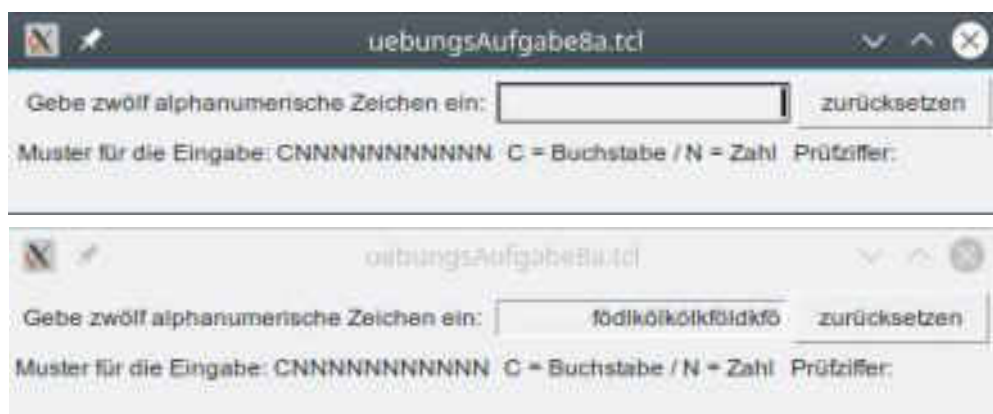 uebungsAufgabe8a.tcl
Gebe zwölf alphanumerische Zeichen ein: zurücksetzen
Muster für die Eingabe: CNNNNNNNNNNN C = Buchstabe / N = Zahl Prüfziffer:
uebungsAufgabe8a.tcl
Gebe zwölf alphanumerische Zeichen ein: zurücksetzen
Muster für die Eingabe: CNNNNNNNNNNN C = Buchstabe / N = Zahl Prüfziffer: